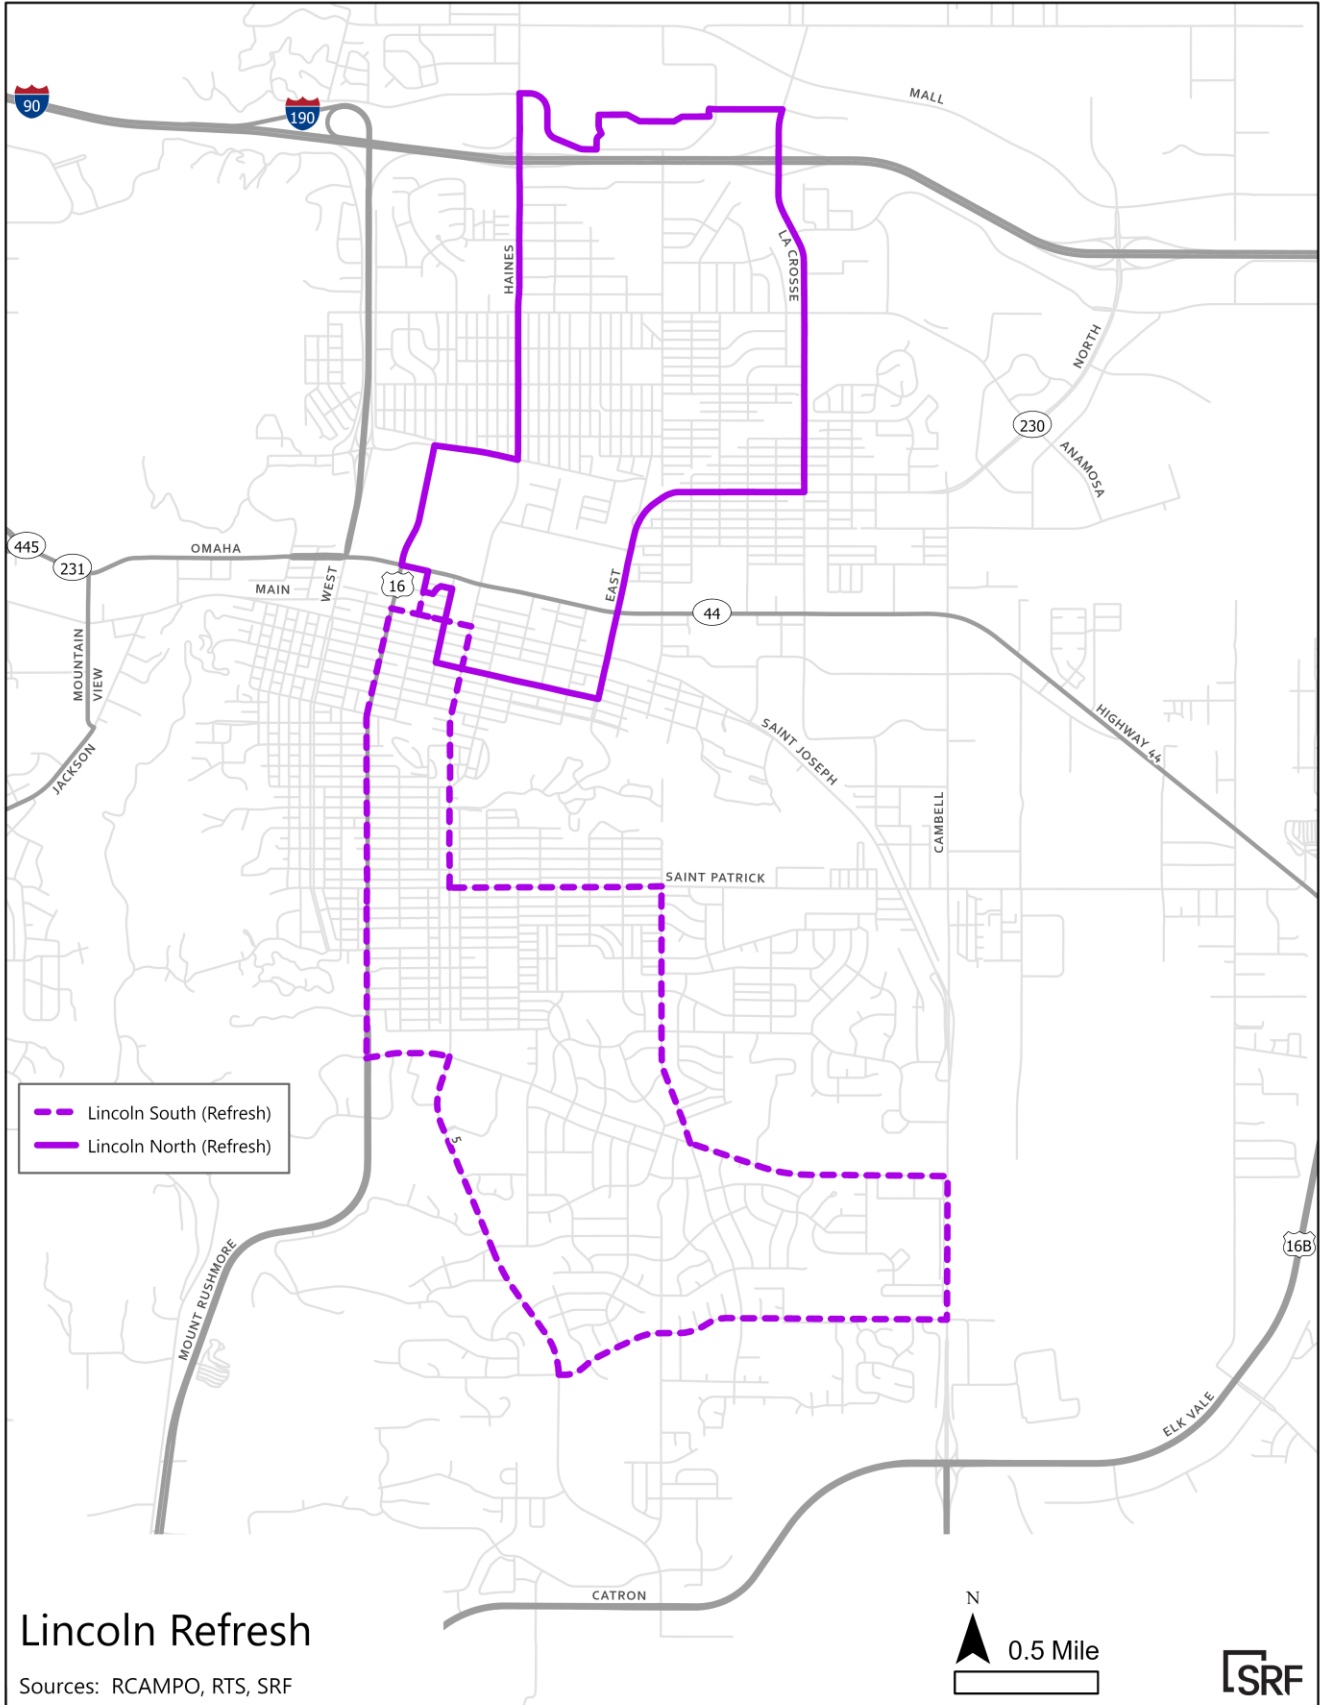 MALL
90
190
HAINES
LA CROSSE
NORTH
230
ANAMOSA
445
231
OMAHA
MAIN
WEST
16
EAST
44
MOUNTAIN
VIEW
JACKSON
SAINT JOSEPH
HIGHWAY 44
CAMBELL
SAINT PATRICK
Lincoln South (Refresh)
Lincoln North (Refresh)
5
MOUNT RUSHMORE
16B
ELK VALE
CATRON
N
0.5 Mile
Lincoln Refresh
Sources: RCAMPO, RTS, SRF
SRF